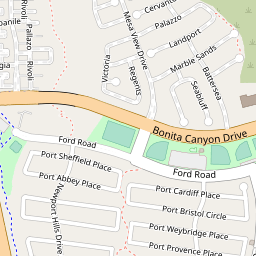 Cervant
Palazzo
Landport
Mesa View Drive
Rivoli
Palazzo
Rivoli
Marble Sands
Victoria
Regents
Battersea
Seabluff
Bonita Canyon Drive
Ford Road
Ford Road
Port Sheffield Place
Port Abbey Place
Port Cardiff Place
Port Bristol Circle
Newport Hills Drive
Port Weybridge Place
Port Provence Place